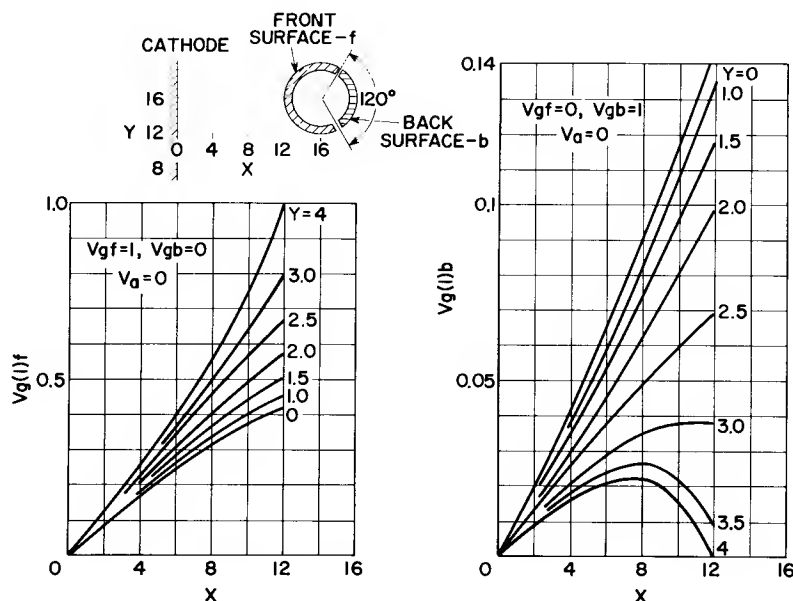 FRONT
SURFACE-f
CATHODE
120°
BACK
SURFACE-b
16
Y 12
8
0 4 8 12 16
X
1.0
0.5
0
Vg(1)f
Vgf=1, Vgb=0
Va=0
Y=4
3.0
2.5
2.0
1.5
1.0
0
0 4 8 12 16
X
0.14
0.1
0.05
0
Vg(1)b
Vgf=0, Vgb=1
Va=0
Y=0
1.0
1.5
2.0
2.5
3.0
3.5
4
0 4 8 12 16
X